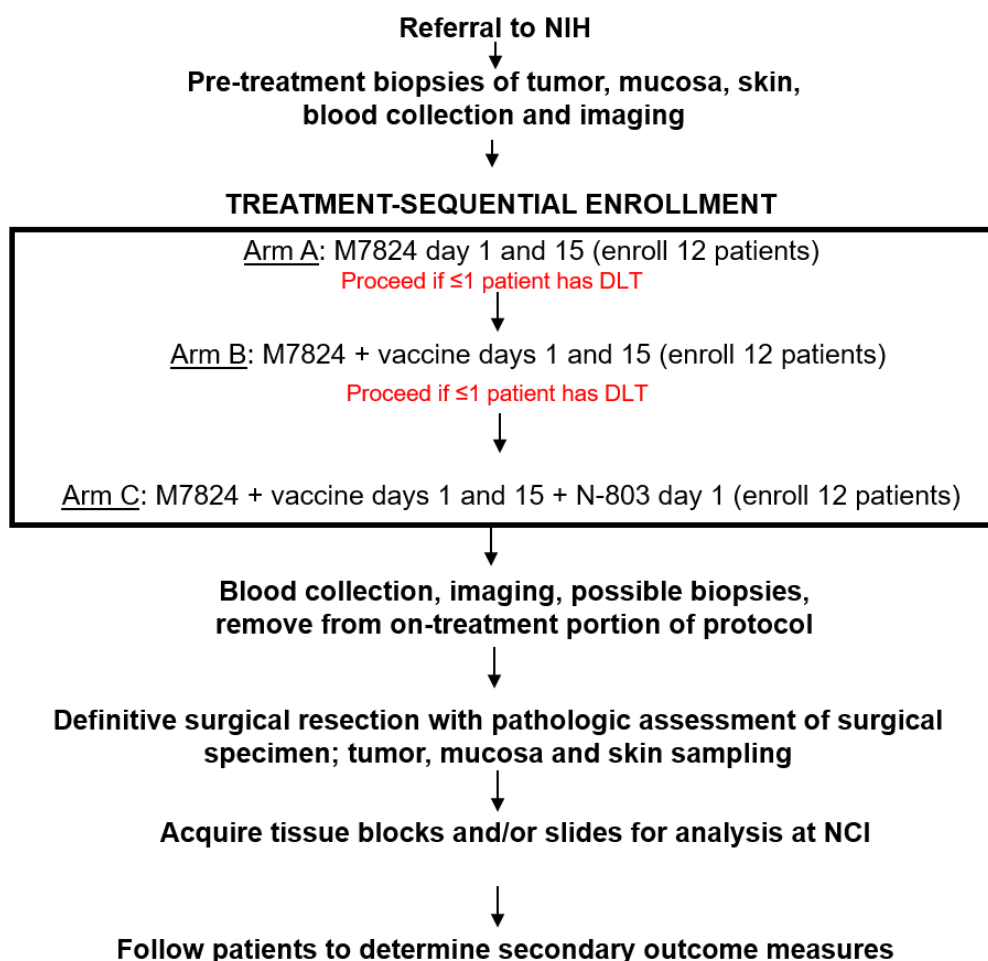 Referral to NIH
Pre-treatment biopsies of tumor, mucosa, skin,
blood collection and imaging
TREATMENT-SEQUENTIAL ENROLLMENT
Arm A: M7824 day 1 and 15 (enroll 12 patients)
Proceed if ≤1 patient has DLT
Arm B: M7824 + vaccine days 1 and 15 (enroll 12 patients)
Proceed if ≤1 patient has DLT
Arm C: M7824 + vaccine days 1 and 15 + N-803 day 1 (enroll 12 patients)
Blood collection, imaging, possible biopsies,
remove from on-treatment portion of protocol
Definitive surgical resection with pathologic assessment of surgical
specimen; tumor, mucosa and skin sampling
Acquire tissue blocks and/or slides for analysis at NCI
Follow patients to determine secondary outcome measures